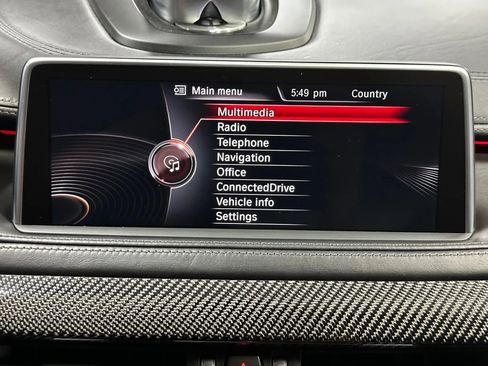 Main menu 5:49 pm Country
Multimedia
Radio
Telephone
Navigation
Office
ConnectedDrive
Vehicle info
Settings